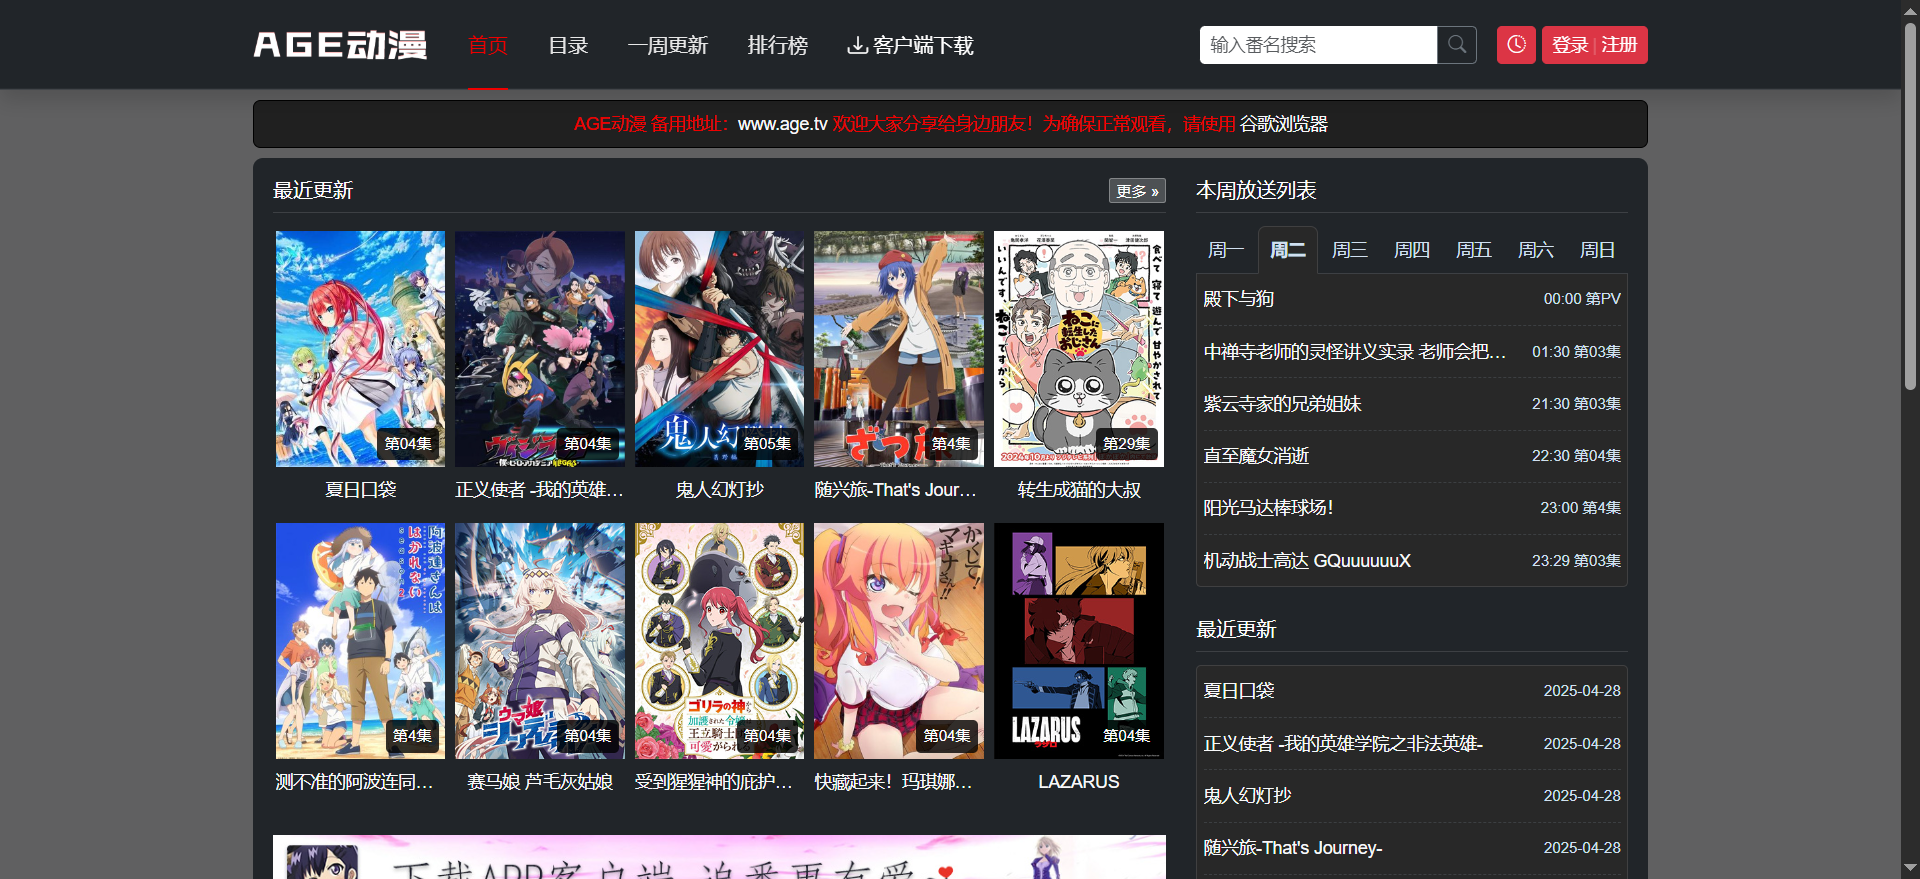 AGE动漫
首页
目录
一周更新
排行榜
客户端下载
输入番名搜索
登录 | 注册
AGE动漫 备用地址：www.age.tv 欢迎大家分享给身边朋友！为确保正常观看，请使用 谷歌浏览器
最近更新
更多 »
第04集
第04集
第05集
第4集
第29集
夏日口袋
正义使者 -我的英雄…
鬼人幻灯抄
随兴旅-That's Jour…
转生成猫的大叔
第4集
第04集
第04集
第04集
LAZARUS
第04集
测不准的阿波连同…
赛马娘 芦毛灰姑娘
受到猩猩神的庇护…
快藏起来！玛琪娜…
LAZARUS
下载APP客户端 追番更有爱~
本周放送列表
周一 周二 周三 周四 周五 周六 周日
殿下与狗 00:00 第PV
中禅寺老师的灵怪讲义实录 老师会把… 01:30 第03集
紫云寺家的兄弟姐妹 21:30 第03集
直至魔女消逝 22:30 第04集
阳光马达棒球场！ 23:00 第4集
机动战士高达 GQuuuuuuX 23:29 第03集
最近更新
夏日口袋 2025-04-28
正义使者 -我的英雄学院之非法英雄- 2025-04-28
鬼人幻灯抄 2025-04-28
随兴旅-That's Journey- 2025-04-28